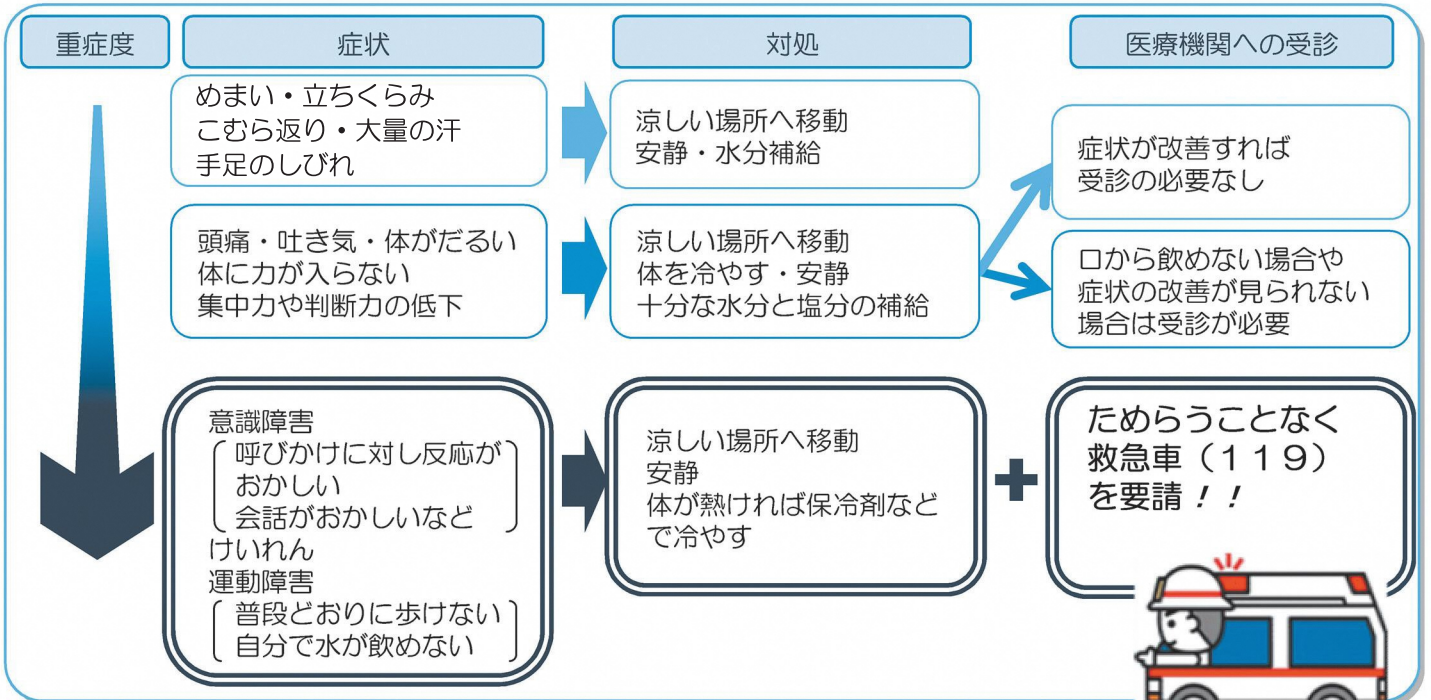 重症度
症状
対処
医療機関への受診
めまい・立ちくらみ
こむら返り・大量の汗
手足のしびれ
涼しい場所へ移動
安静・水分補給
症状が改善すれば
受診の必要なし
頭痛・吐き気・体がだるい
体に力が入らない
集中力や判断力の低下
涼しい場所へ移動
体を冷やす・安静
十分な水分と塩分の補給
口から飲めない場合や
症状の改善が見られない
場合は受診が必要
意識障害
呼びかけに対し反応が
おかしい
会話がおかしいなど
けいれん
運動障害
普段どおりに歩けない
自分で水が飲めない
涼しい場所へ移動
安静
体が熱ければ保冷剤など
で冷やす
ためらうことなく
救急車（１１９）
を要請！！